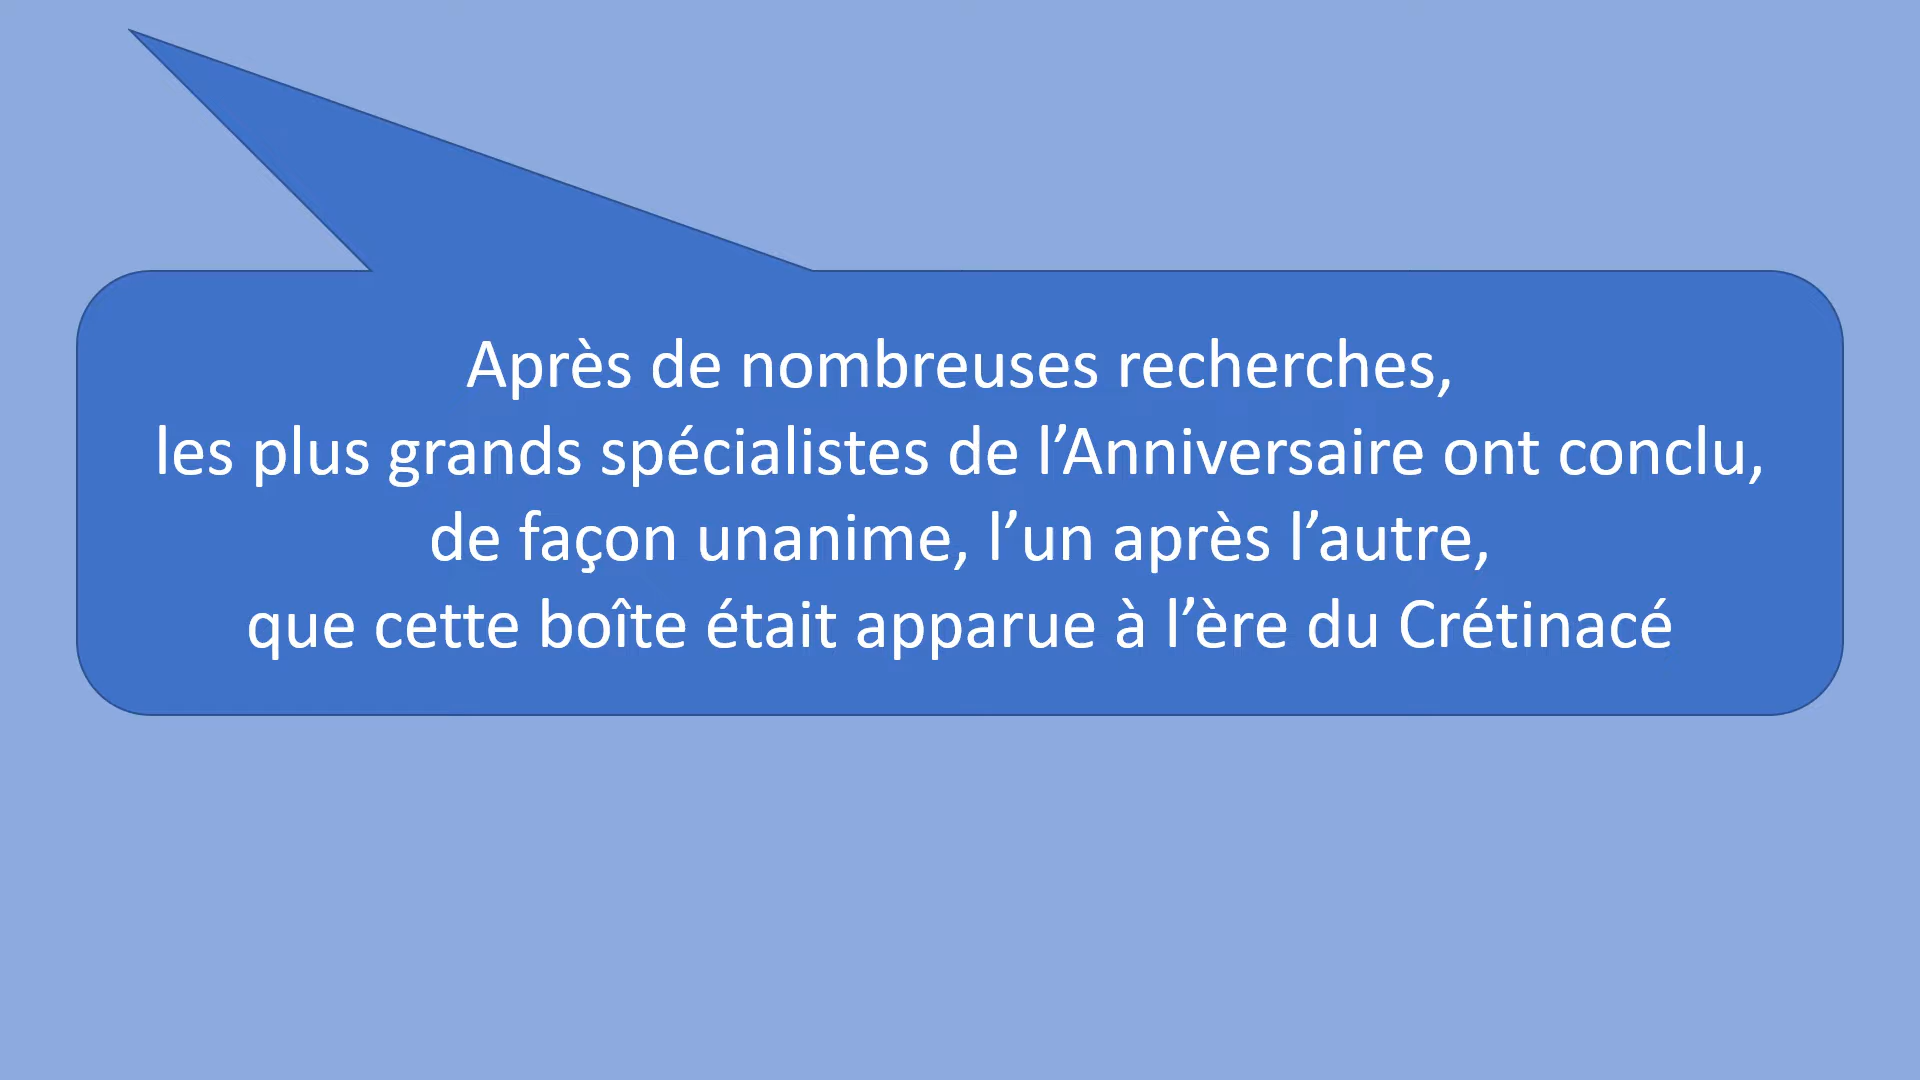 Après de nombreuses recherches,
les plus grands spécialistes de l’Anniversaire ont conclu,
de façon unanime, l’un après l’autre,
que cette boîte était apparue à l’ère du Crétinacé